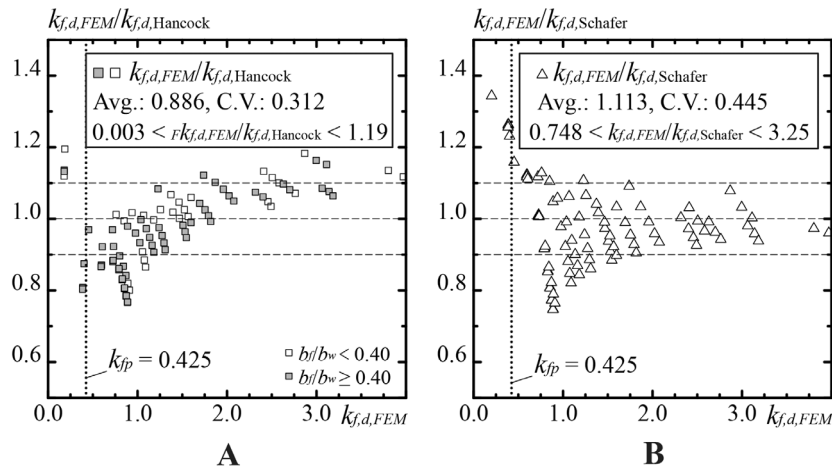 kf,d,FEM/kf,d,Hancock
1.4
1.2
1.0
0.8
0.6
kf,d,FEM/kf,d,Hancock
Avg.: 0.886, C.V.: 0.312
0.003 < Fkf,d,FEM/kf,d,Hancock < 1.19
kfp = 0.425
bf/bw < 0.40
bf/bw ≥ 0.40
0.0 1.0 2.0 3.0 kf,d,FEM
A
kf,d,FEM/kf,d,Schafer
1.4
1.2
1.0
0.8
0.6
kf,d,FEM/kf,d,Schafer
Avg.: 1.113, C.V.: 0.445
0.748 < kf,d,FEM/kf,d,Schafer < 3.25
kfp = 0.425
0.0 1.0 2.0 3.0 kf,d,FEM
B